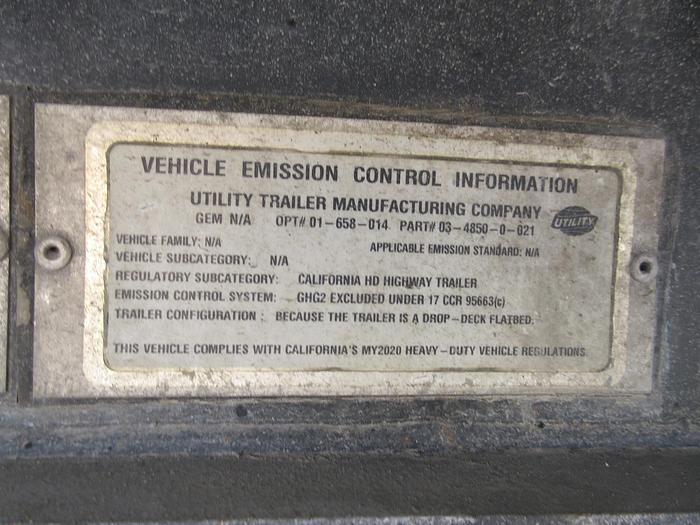 VEHICLE EMISSION CONTROL INFORMATION
UTILITY TRAILER MANUFACTURING COMPANY
GEM N/A OPT# 01-658-014 PART# 03-4850-0-021
UTILITY
VEHICLE FAMILY: N/A APPLICABLE EMISSION STANDARD: N/A
VEHICLE SUBCATEGORY: N/A
REGULATORY SUBCATEGORY: CALIFORNIA HD HIGHWAY TRAILER
EMISSION CONTROL SYSTEM: GHG2 EXCLUDED UNDER 17 CCR 95663(c)
TRAILER CONFIGURATION : BECAUSE THE TRAILER IS A DROP-DECK FLATBED.
THIS VEHICLE COMPLIES WITH CALIFORNIA'S MY2020 HEAVY-DUTY VEHICLE REGULATIONS.